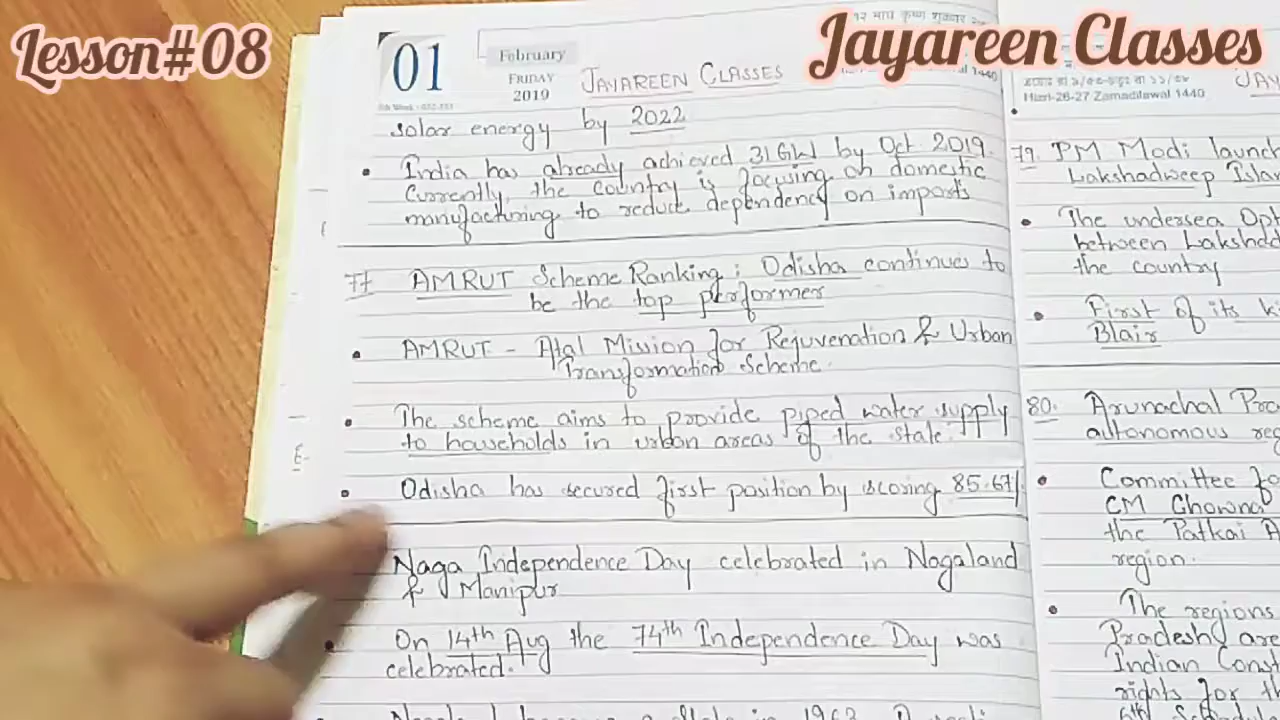 Lesson#08
Jayareen Classes
01
February
FRIDAY
2019
JAYAREEN CLASSES
solar energy by 2022
• India has already achieved 31GW by Oct 2019.
Currently, the country is focusing on domestic
manufacturing to reduce dependency on imports
77 AMRUT Scheme Ranking; Odisha continues to
be the top performer
• AMRUT - Atal Mission for Rejuvenation & Urban
Transformation Scheme.
• The scheme aims to provide piped water supply
to households in urban areas of the state.
• Odisha has secured first position by scoring 85.67%.
Naga Independence Day celebrated in Nagaland
& Manipur
• On 14th Aug the 74th Independence Day was
celebrated.
१२ माघ कृष्ण शुक्रवार
1440
Hizri-26-27 Zamadilawal 1440
JAY
79. PM Modi launch
Lakshadweep Islan
• The undersea Opt
between Lakshad
the country
• First of its k
Blair
80. Arunachal Pra
autonomous reg
• Committee fo
CM Chowna
the Patkai A
region.
• The regions
Pradesh are
Indian Const
rights for th